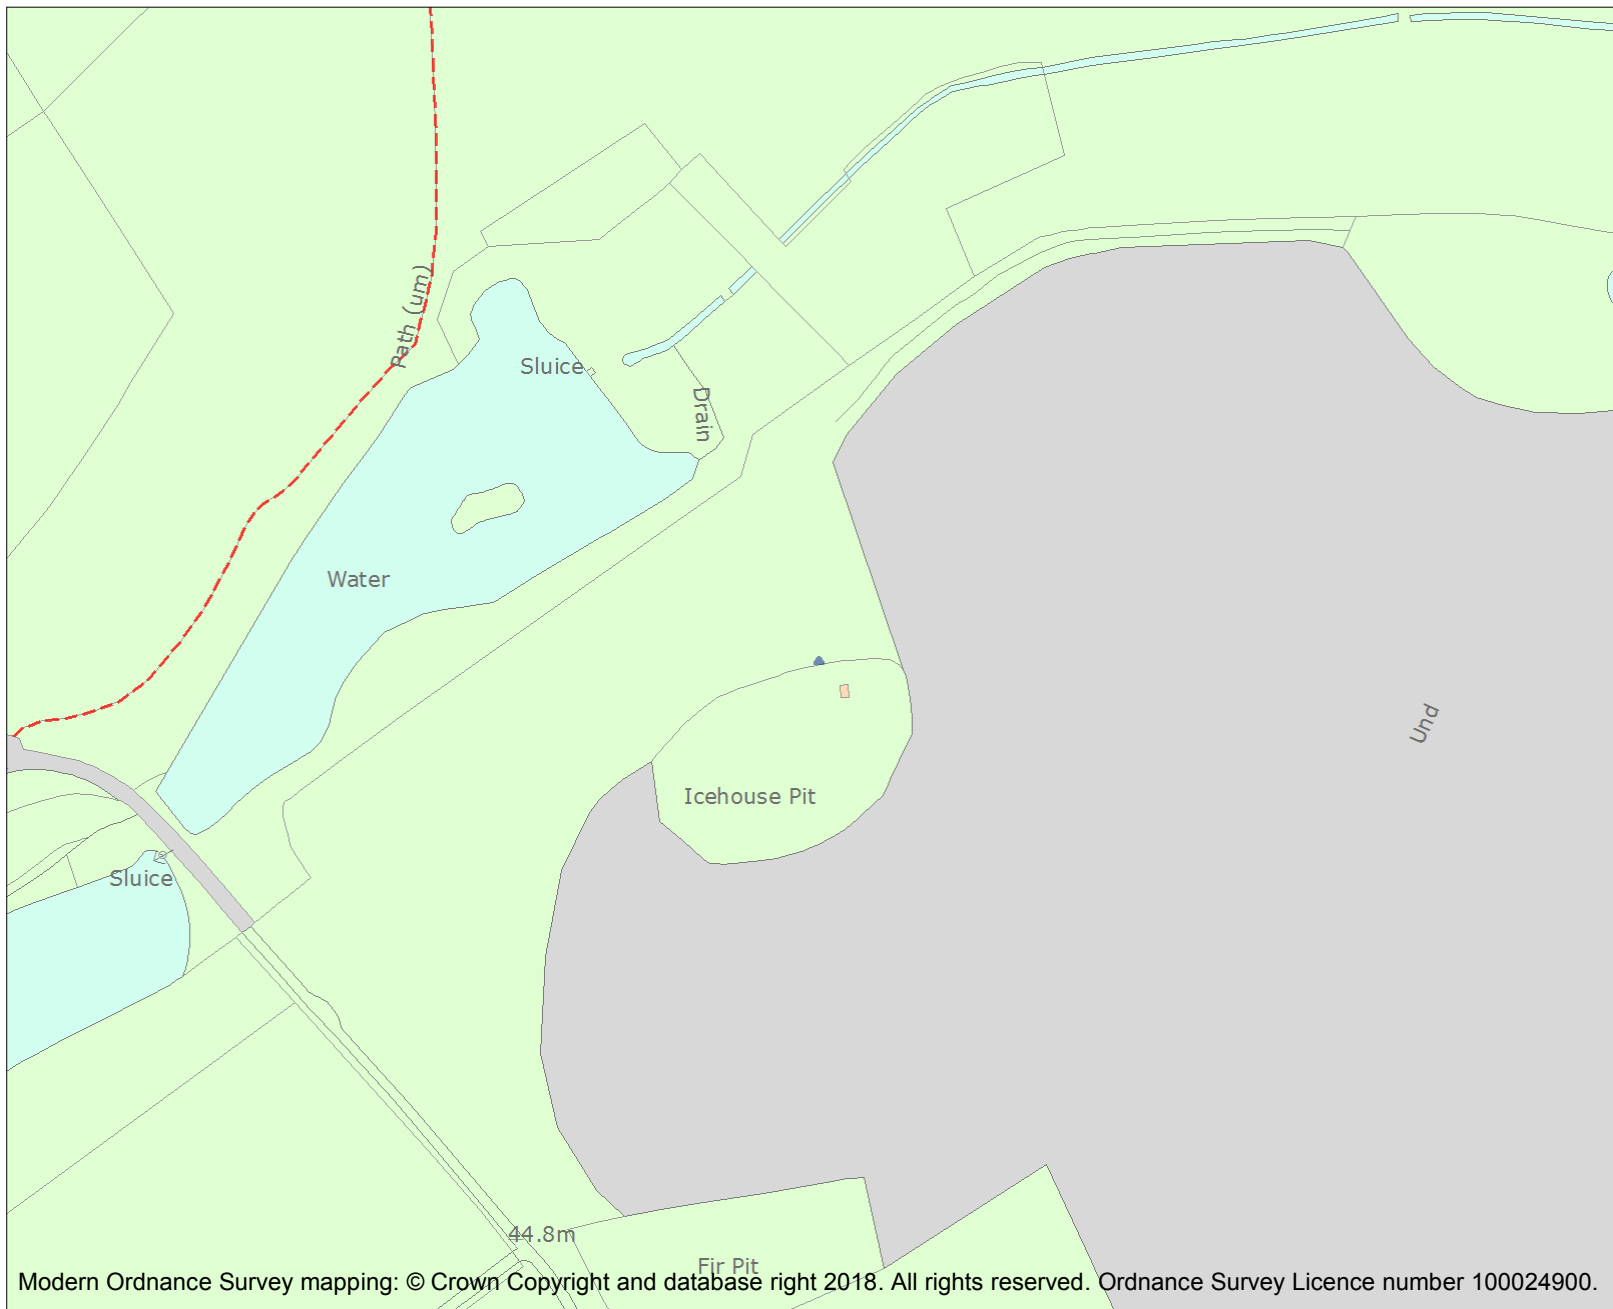 Path (um)
Sluice
Drain
Water
Und
Icehouse Pit
Sluice
44.8m
Fir Pit
Modern Ordnance Survey mapping: © Crown Copyright and database right 2018. All rights reserved. Ordnance Survey Licence number 100024900.